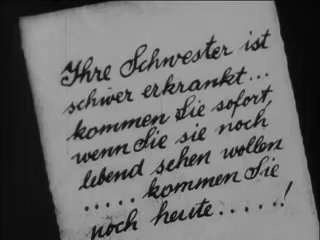 Ihre Schwester ist
schwer erkrankt...
kommen Sie sofort,
wenn Sie sie noch
lebend sehen wollen
..... kommen Sie
noch heute.....!